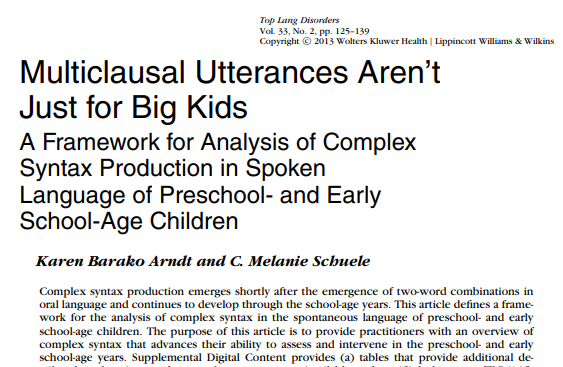 Top Lang Disorders
Vol. 33, No. 2, pp. 125–139
Copyright © 2013 Wolters Kluwer Health | Lippincott Williams & Wilkins
Multiclausal Utterances Aren’t
Just for Big Kids
A Framework for Analysis of Complex
Syntax Production in Spoken
Language of Preschool- and Early
School-Age Children
Karen Barako Arndt and C. Melanie Schuele
Complex syntax production emerges shortly after the emergence of two-word combinations in
oral language and continues to develop through the school-age years. This article defines a frame-
work for the analysis of complex syntax in the spontaneous language of preschool- and early
school-age children. The purpose of this article is to provide practitioners with an overview of
complex syntax that advances their ability to assess and intervene in the preschool- and early
school-age years. Supplemental Digital Content provides (a) tables that provide additional de-